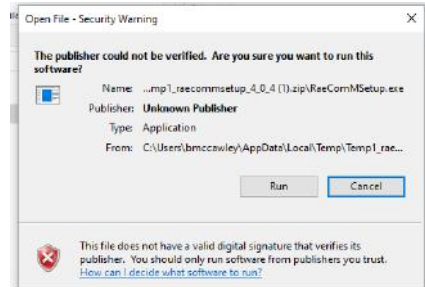 Open File - Security Warning
The publisher could not be verified. Are you sure you want to run this
software?
Name: ...mp1_raecommsetup_4_0_4 (1).zip\RaeComMSetup.exe
Publisher: Unknown Publisher
Type: Application
From: C:\Users\bmccawley\AppData\Local\Temp\Temp1_rae...
Run Cancel
This file does not have a valid digital signature that verifies its
publisher. You should only run software from publishers you trust.
How can I decide what software to run?